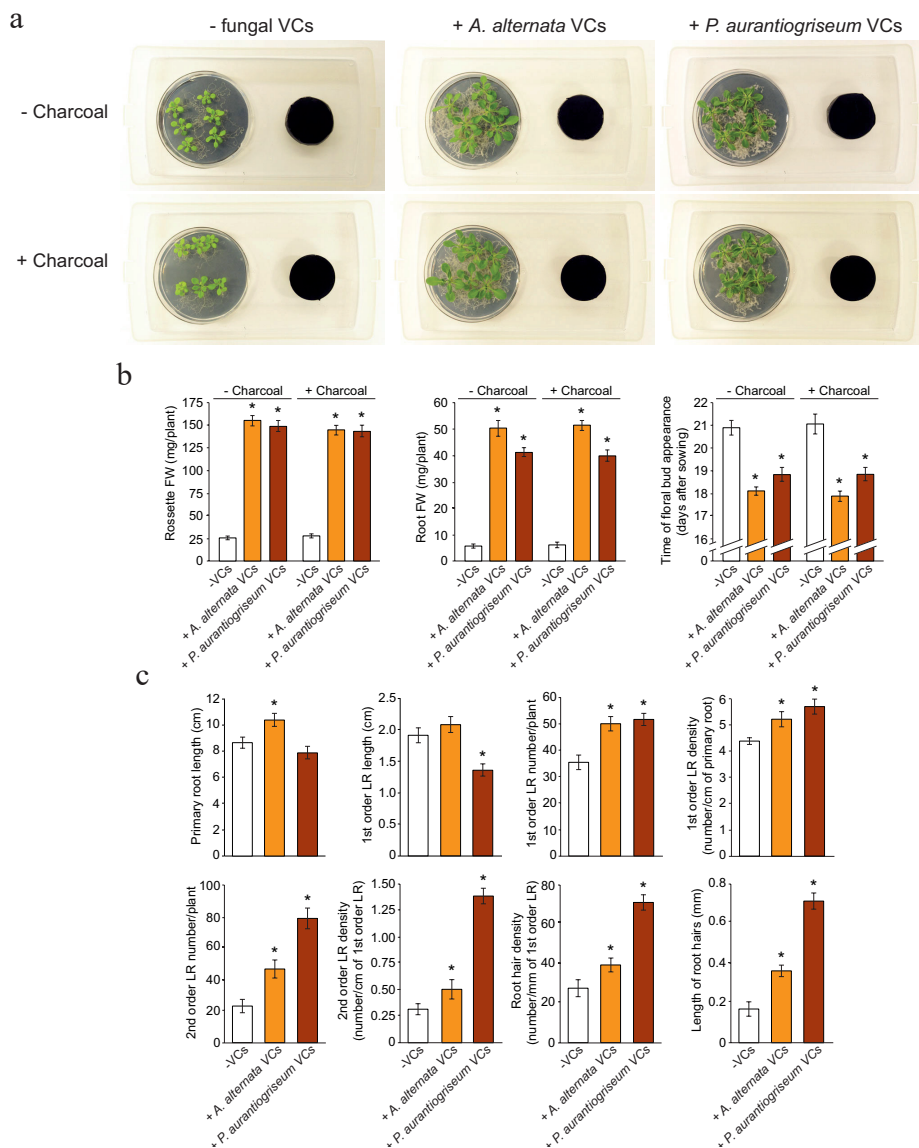 a
- fungal VCs
+ A. alternata VCs
+ P. aurantiogriseum VCs
- Charcoal
+ Charcoal
b
- Charcoal
+ Charcoal
Rossette FW (mg/plant)
175
150
125
100
75
50
25
0
* * * *
-VCs
+ A. alternata VCs
+ P. aurantiogriseum VCs
-VCs
+ A. alternata VCs
+ P. aurantiogriseum VCs
- Charcoal
+ Charcoal
Root FW (mg/plant)
60
50
40
20
0
* * * *
-VCs
+ A. alternata VCs
+ P. aurantiogriseum VCs
-VCs
+ A. alternata VCs
+ P. aurantiogriseum VCs
- Charcoal
+ Charcoal
Time of floral bud appearance
(days after sowing)
22
21
20
19
18
16
0
* * * *
-VCs
+ A. alternata VCs
+ P. aurantiogriseum VCs
-VCs
+ A. alternata VCs
+ P. aurantiogriseum VCs
c
Primary root length (cm)
12
10
8
6
4
2
0
*
1st order LR length (cm)
2.5
2.0
1.5
1.0
0.5
0
*
1st order LR number/plant
60
50
40
30
20
10
0
* *
1st order LR density
(number/cm of primary root)
6
5
4
3
2
1
0
* *
2nd order LR number/plant
100
80
60
40
20
0
* *
-VCs
+ A. alternata VCs
+ P. aurantiogriseum VCs
2nd order LR density
(number/cm of 1st order LR)
1.50
1.25
1.00
0.75
0.50
0.25
0
* *
-VCs
+ A. alternata VCs
+ P. aurantiogriseum VCs
Root hair density
(number/mm of 1st order LR)
80
70
60
40
20
0
* *
-VCs
+ A. alternata VCs
+ P. aurantiogriseum VCs
Length of root hairs (mm)
0.8
0.6
0.4
0.2
0
* *
-VCs
+ A. alternata VCs
+ P. aurantiogriseum VCs